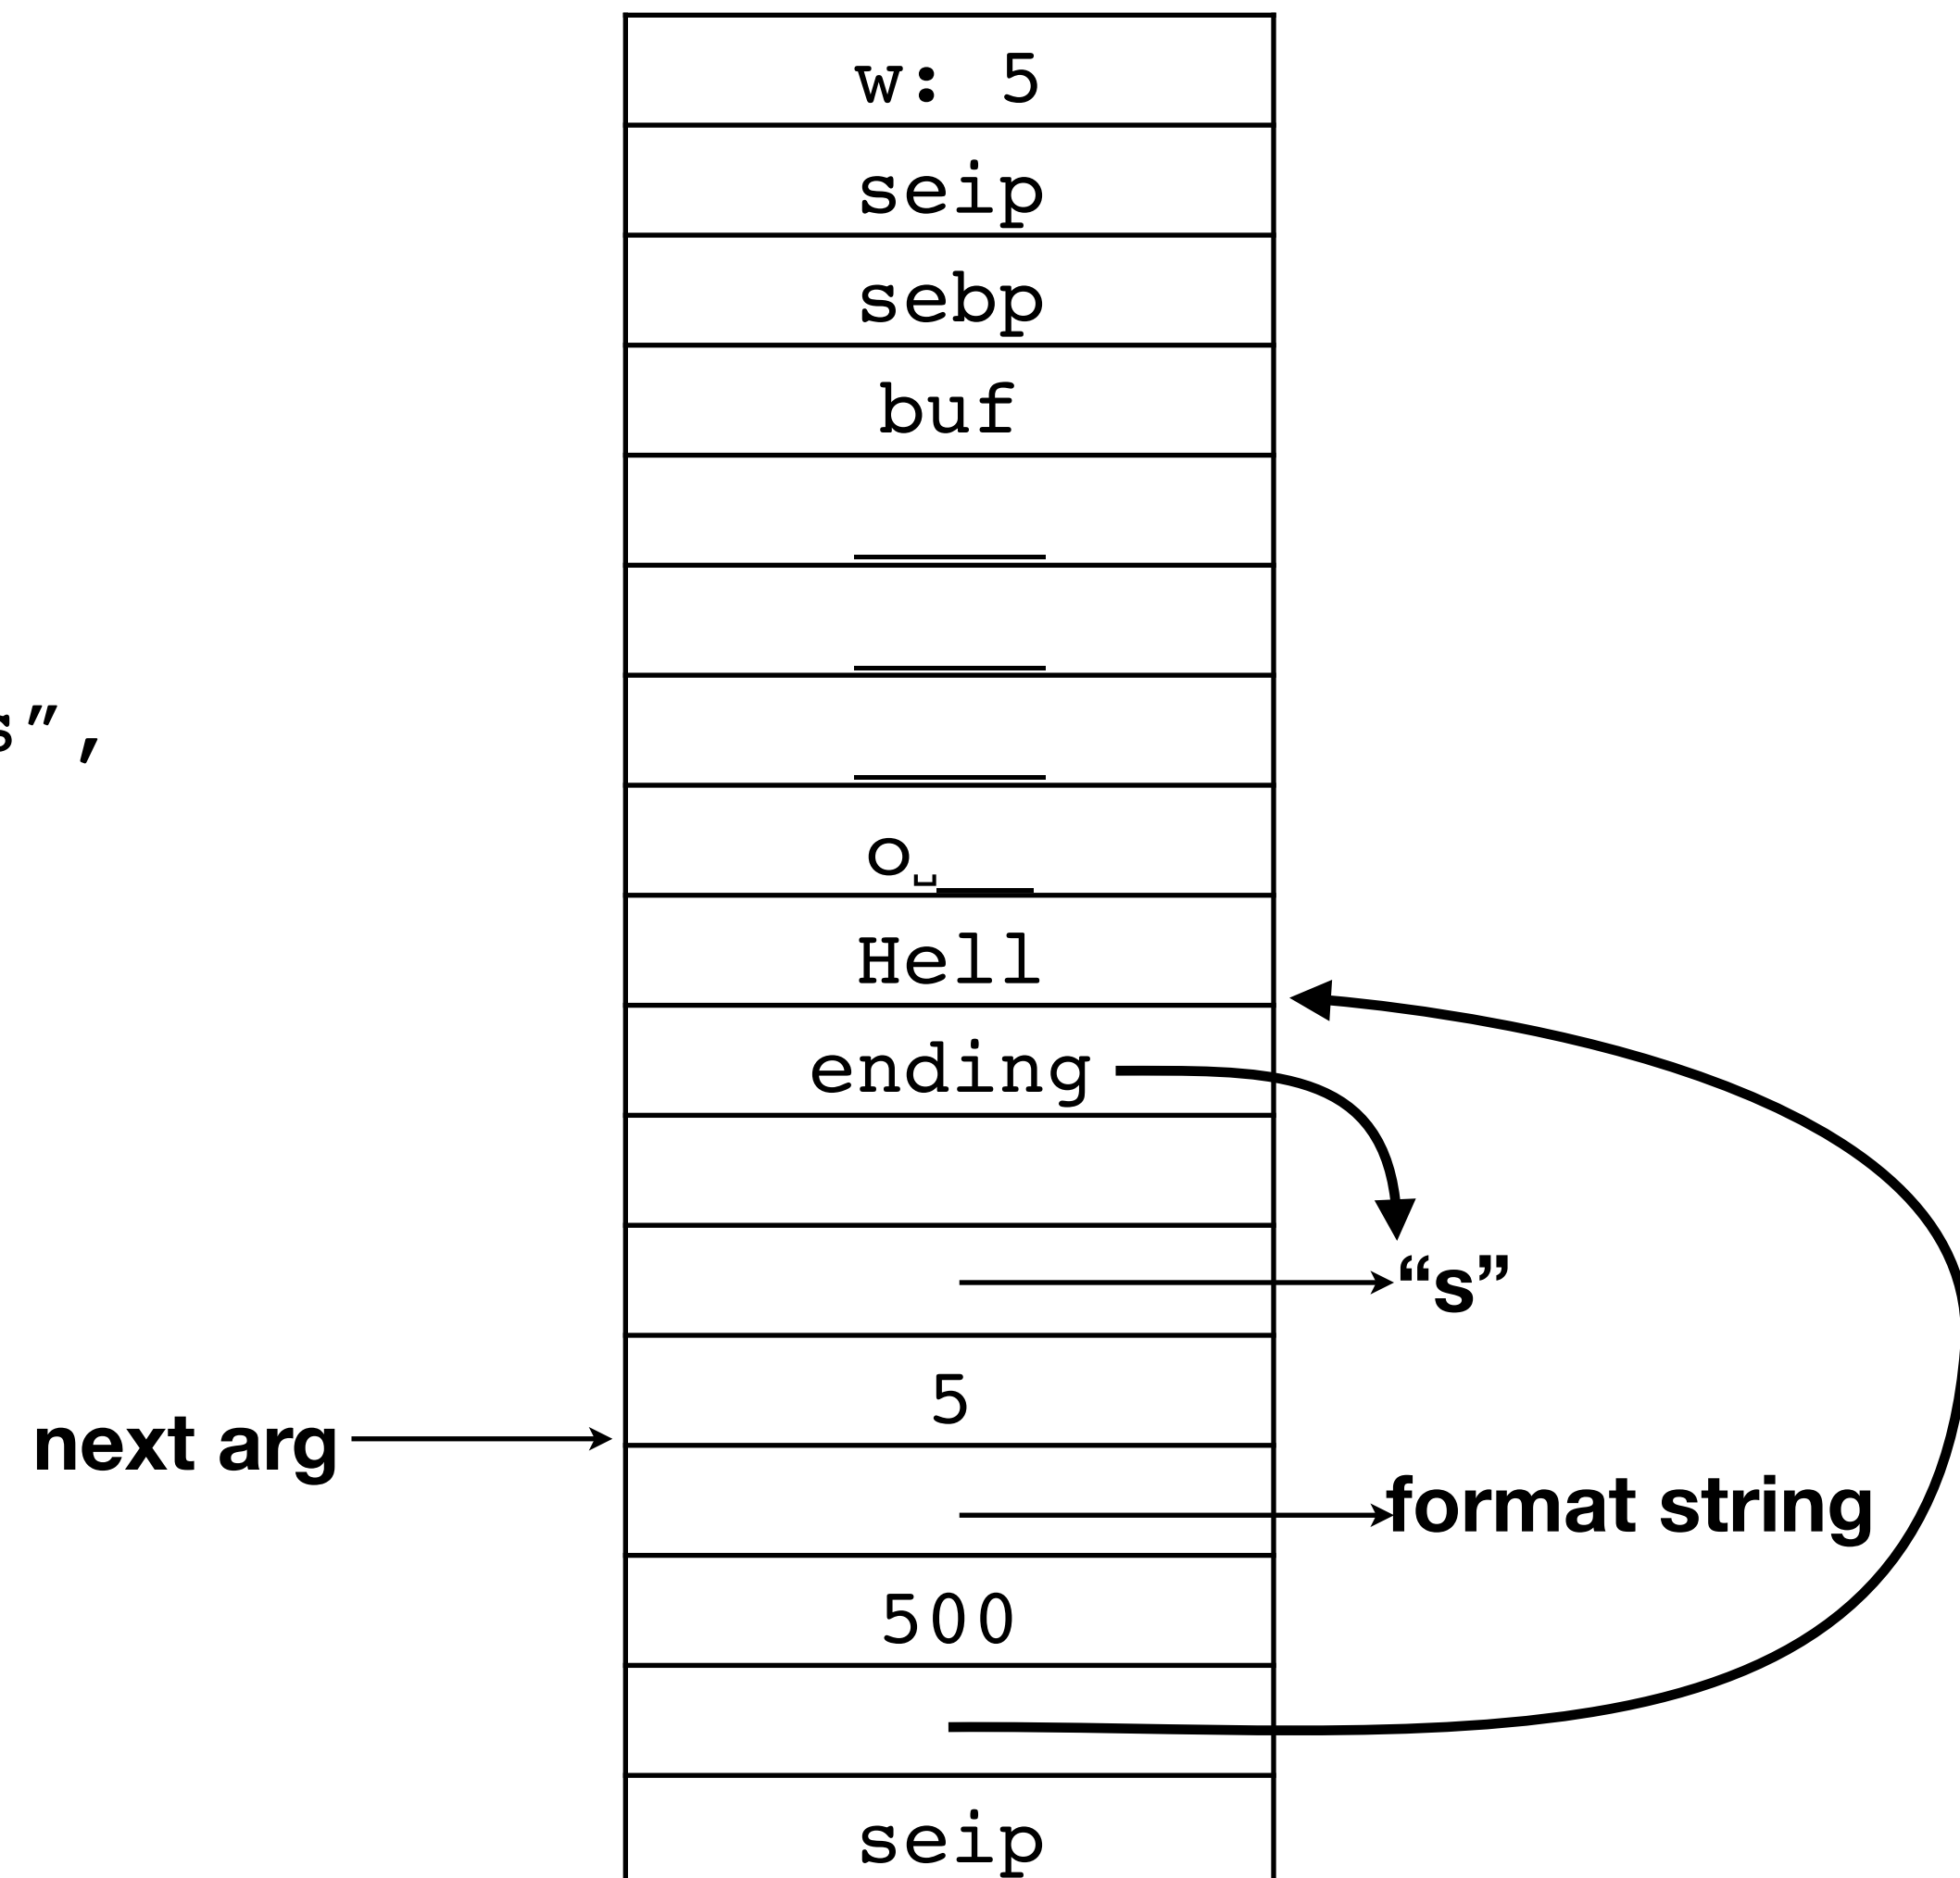 w: 5
seip
sebp
buf
s”,
o␣
Hell
ending
“s”
5
next arg
format string
500
seip